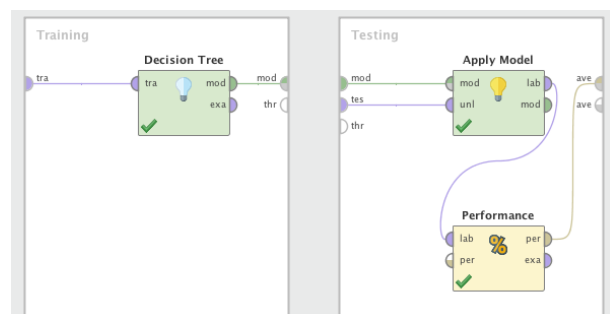 Training
Testing
Decision Tree
Apply Model
tra
tra
mod
mod
exa
thr
mod
tes
thr
mod
lab
unl
mod
ave
ave
Performance
lab
%
per
per
exa